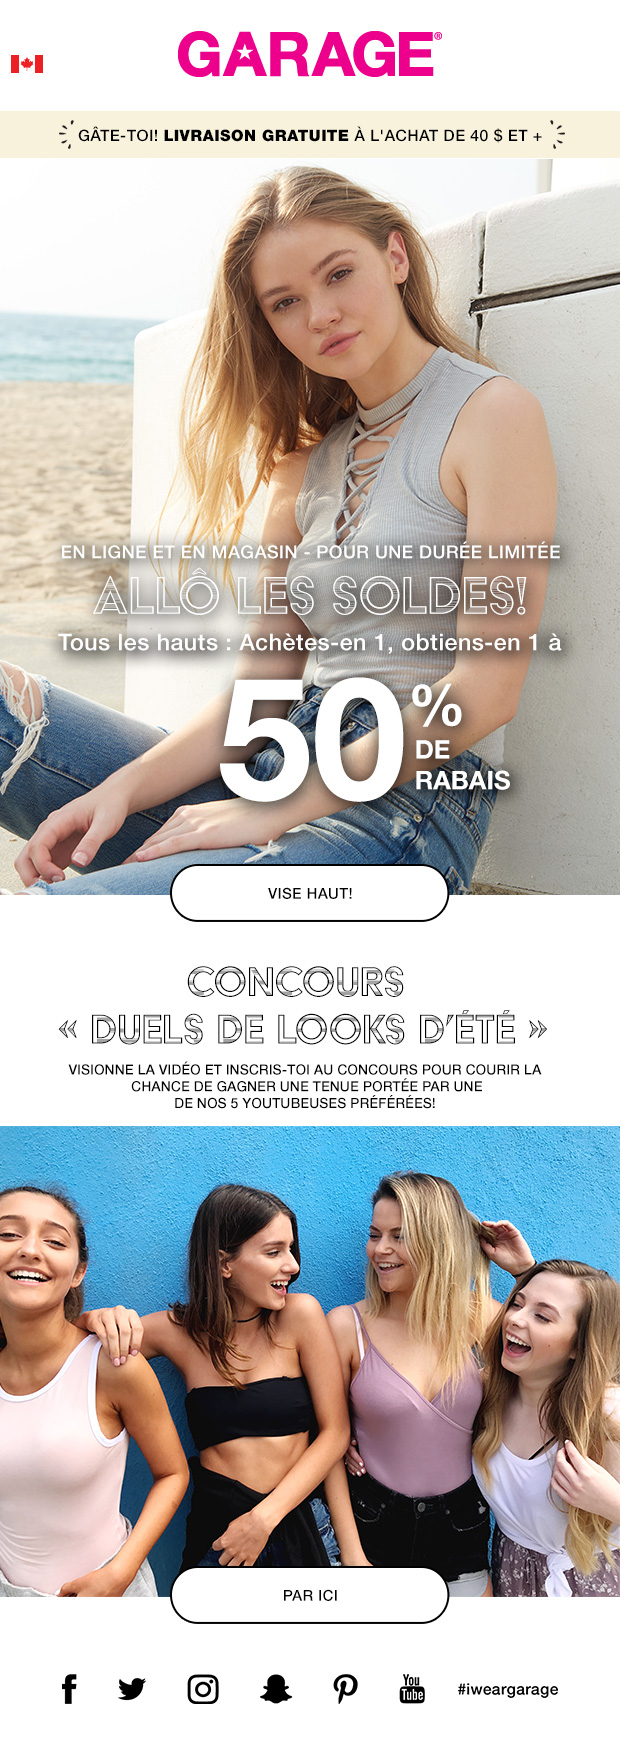 GARAGE®
GÂTE-TOI! LIVRAISON GRATUITE À L'ACHAT DE 40 $ ET +
EN LIGNE ET EN MAGASIN - POUR UNE DURÉE LIMITÉE
ALLÔ LES SOLDES!
Tous les hauts : Achètes-en 1, obtiens-en 1 à
50%
DE
RABAIS
VISE HAUT!
CONCOURS
« DUELS DE LOOKS D'ÉTÉ »
VISIONNE LA VIDÉO ET INSCRIS-TOI AU CONCOURS POUR COURIR LA
CHANCE DE GAGNER UNE TENUE PORTÉE PAR UNE
DE NOS 5 YOUTUBEUSES PRÉFÉRÉES!
PAR ICI
You
Tube
#iweargarage